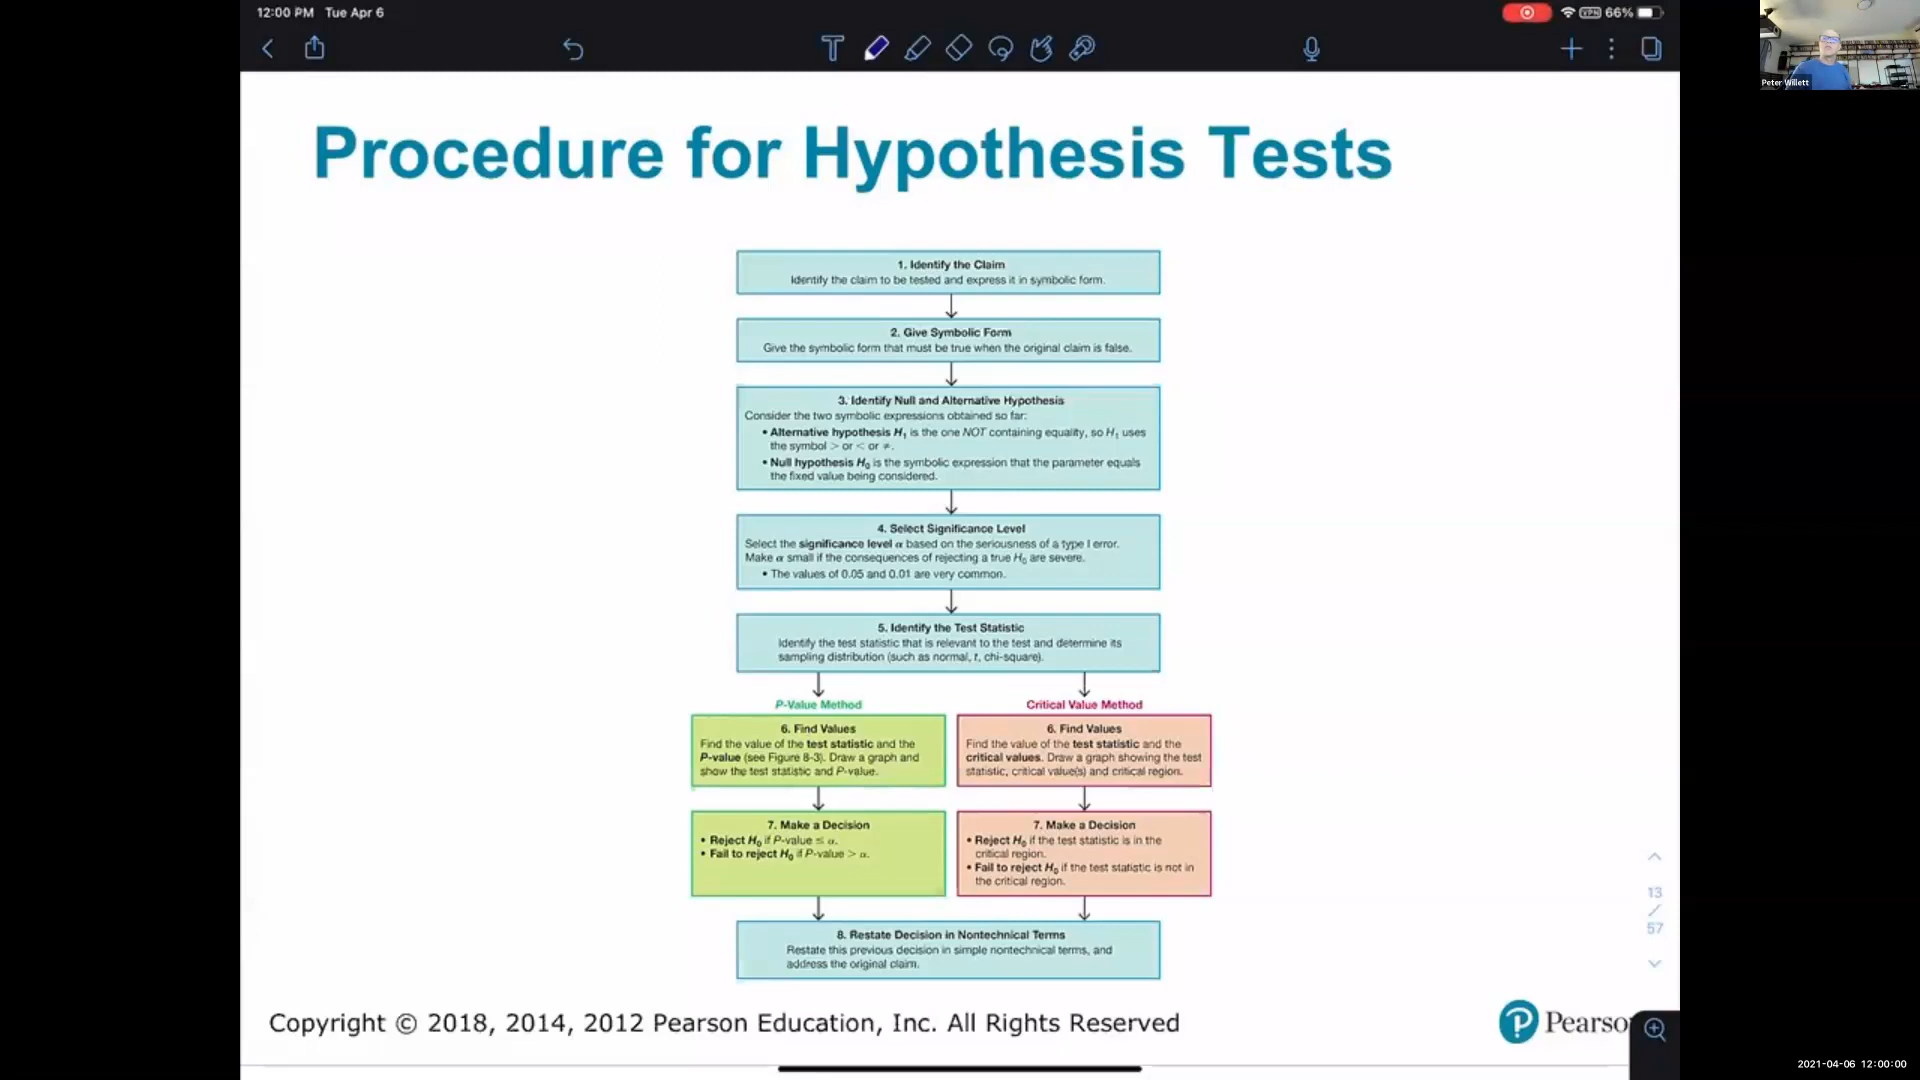 12:00 PM Tue Apr 6
VPN 66%
Peter Willett
Procedure for Hypothesis Tests
1. Identify the Claim
Identify the claim to be tested and express it in symbolic form.
2. Give Symbolic Form
Give the symbolic form that must be true when the original claim is false.
3. Identify Null and Alternative Hypothesis
Consider the two symbolic expressions obtained so far:
• Alternative hypothesis H₁ is the one NOT containing equality, so H₁ uses
the symbol > or < or ≠.
• Null hypothesis H₀ is the symbolic expression that the parameter equals
the fixed value being considered.
4. Select Significance Level
Select the significance level α based on the seriousness of a type I error.
Make α small if the consequences of rejecting a true H₀ are severe.
• The values of 0.05 and 0.01 are very common.
5. Identify the Test Statistic
Identify the test statistic that is relevant to the test and determine its
sampling distribution (such as normal, t, chi-square).
P-Value Method
6. Find Values
Find the value of the test statistic and the
P-value (see Figure 8-3). Draw a graph and
show the test statistic and P-value.
7. Make a Decision
• Reject H₀ if P-value ≤ α.
• Fail to reject H₀ if P-value > α.
Critical Value Method
6. Find Values
Find the value of the test statistic and the
critical values. Draw a graph showing the test
statistic, critical value(s) and critical region.
7. Make a Decision
• Reject H₀ if the test statistic is in the
critical region.
• Fail to reject H₀ if the test statistic is not in
the critical region.
8. Restate Decision in Nontechnical Terms
Restate this previous decision in simple nontechnical terms, and
address the original claim.
13
/
57
Copyright © 2018, 2014, 2012 Pearson Education, Inc. All Rights Reserved
Pearso
2021-04-06 12:00:00